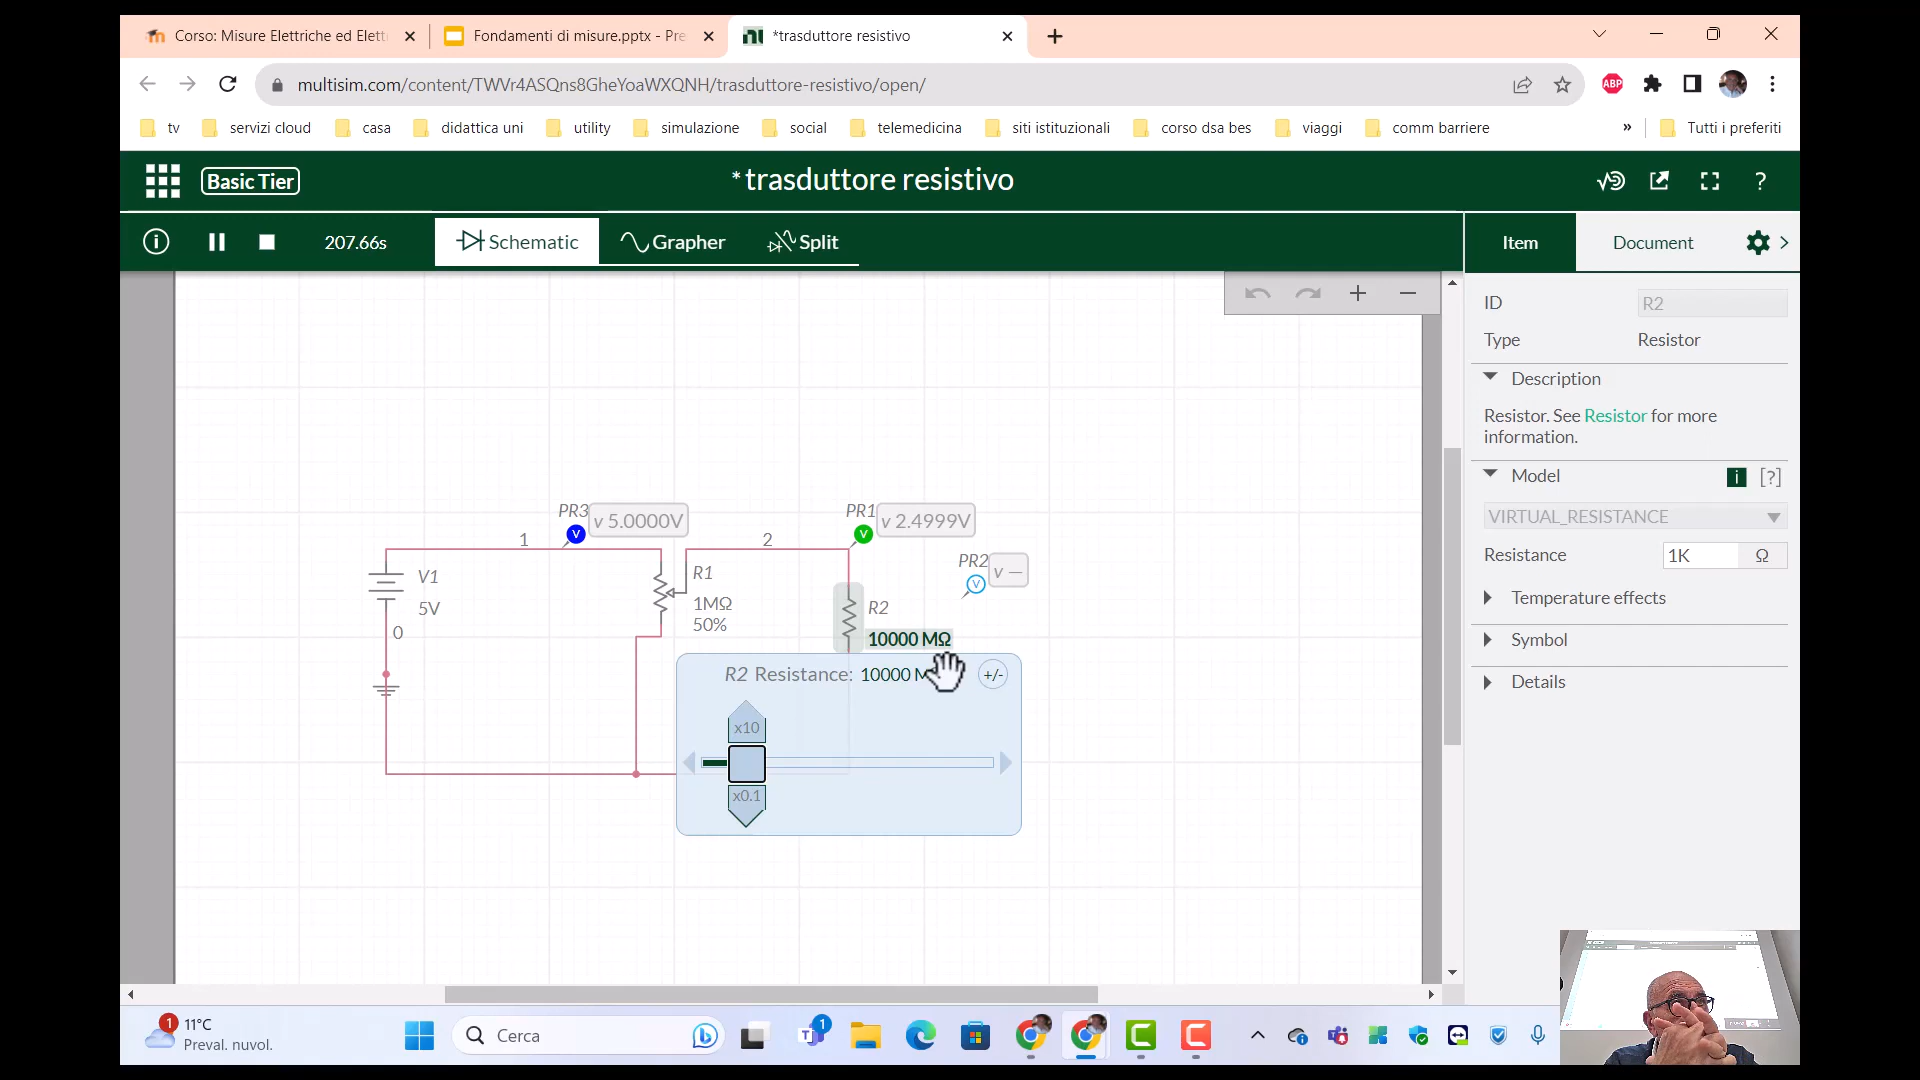 Corso: Misure Elettriche ed Elett
Fondamenti di misure.pptx - Pre
*trasduttore resistivo
multisim.com/content/TWVr4ASQns8GheYoaWXQNH/trasduttore-resistivo/open/
ABP
tv
servizi cloud
casa
didattica uni
utility
simulazione
social
telemedicina
siti istituzionali
corso dsa bes
viaggi
comm barriere
»
Tutti i preferiti
Basic Tier
*trasduttore resistivo
?
207.66s
Schematic
Grapher
Split
Item
Document
ID
R2
Type
Resistor
Description
Resistor. See Resistor for more
information.
Model
i
[?]
VIRTUAL_RESISTANCE
Resistance
1K
Ω
Temperature effects
Symbol
Details
PR3
v 5.0000V
V
PR1
v 2.4999V
V
1
2
PR2
v —
V
V1
5V
0
R1
1MΩ
50%
R2
10000 MΩ
R2 Resistance: 10000 M
+/-
x10
x0.1
1
11°C
Preval. nuvol.
Cerca
1